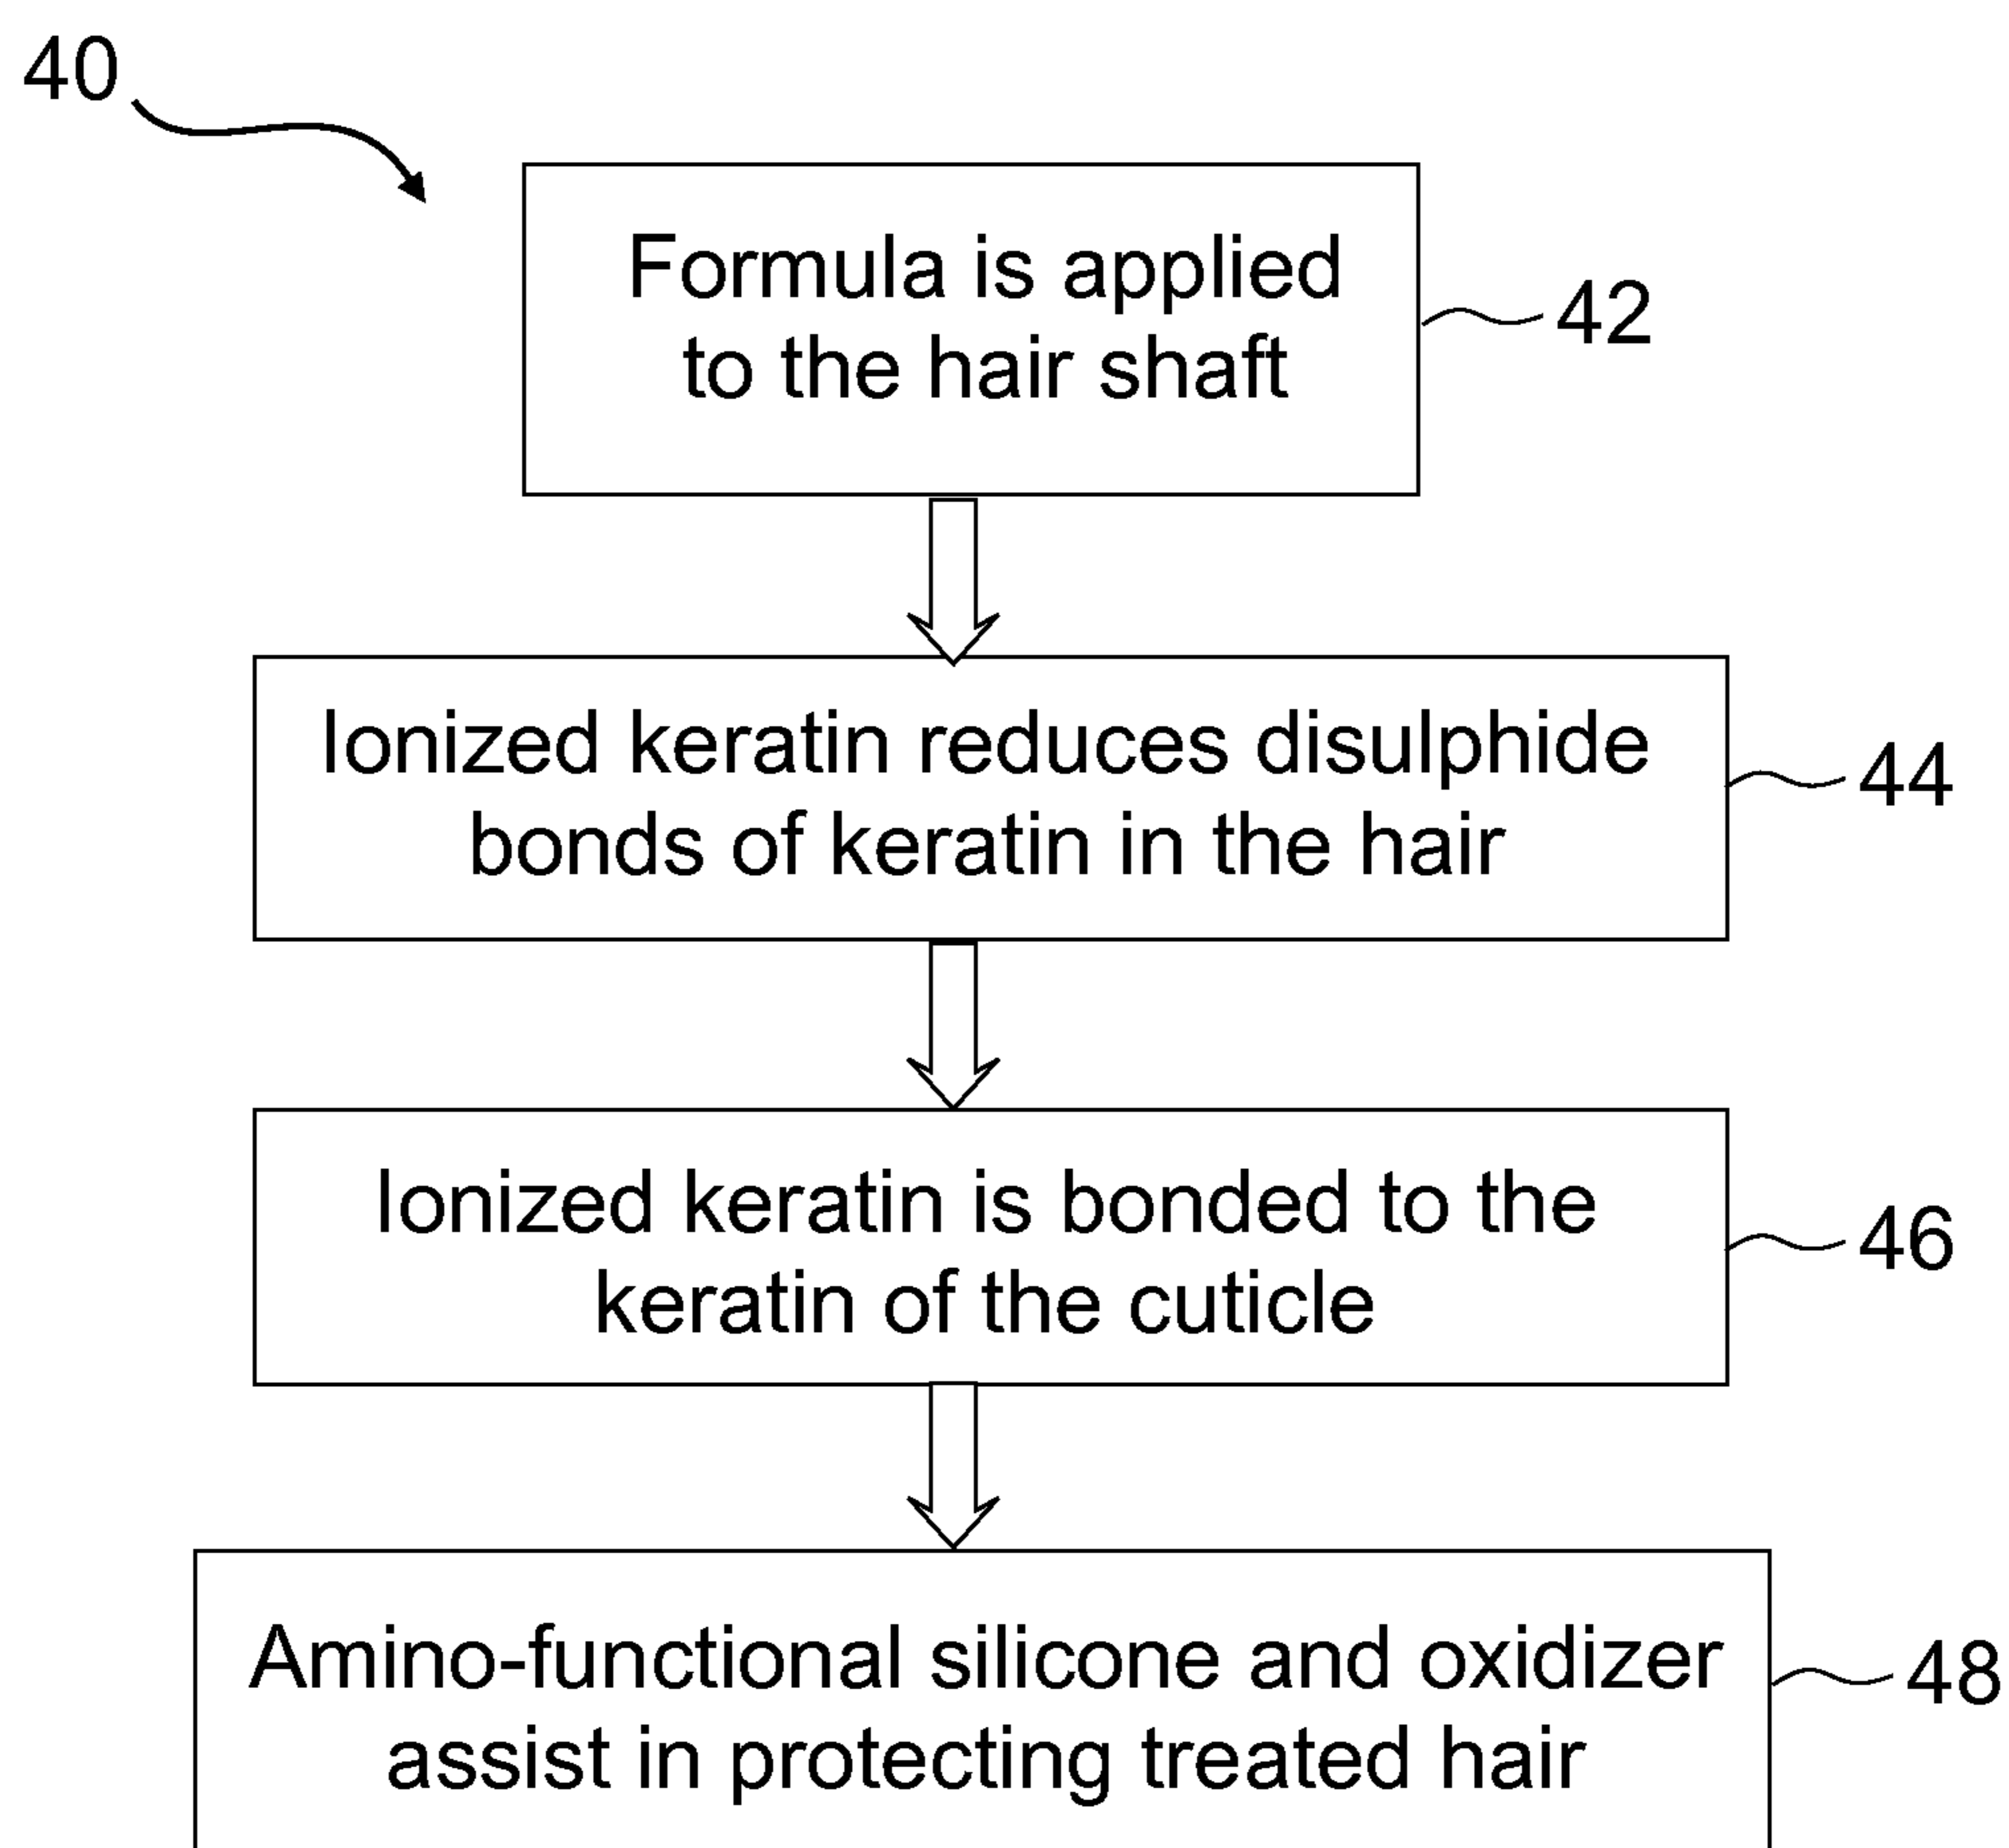 40
Formula is applied
to the hair shaft
42
Ionized keratin reduces disulphide
bonds of keratin in the hair
44
Ionized keratin is bonded to the
keratin of the cuticle
46
Amino-functional silicone and oxidizer
assist in protecting treated hair
48